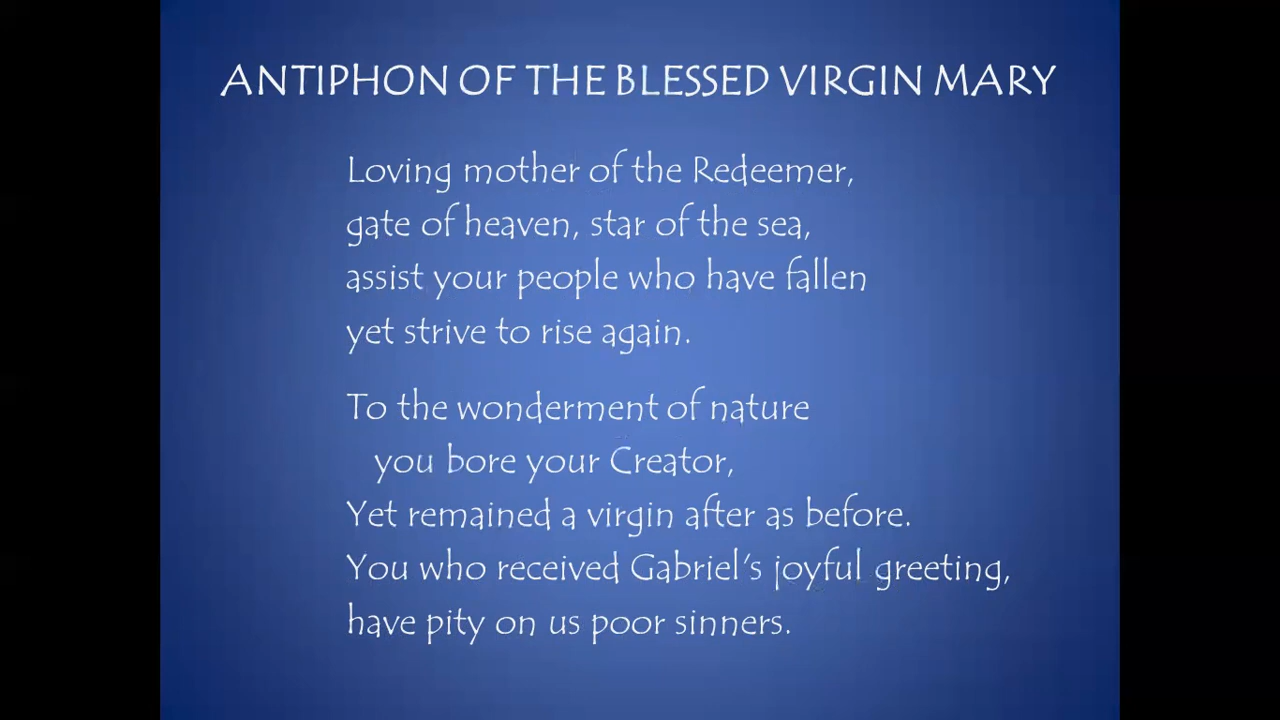 ANTIPHON OF THE BLESSED VIRGIN MARY
Loving mother of the Redeemer,
gate of heaven, star of the sea,
assist your people who have fallen
yet strive to rise again.
To the wonderment of nature
you bore your Creator,
Yet remained a virgin after as before.
You who received Gabriel's joyful greeting,
have pity on us poor sinners.